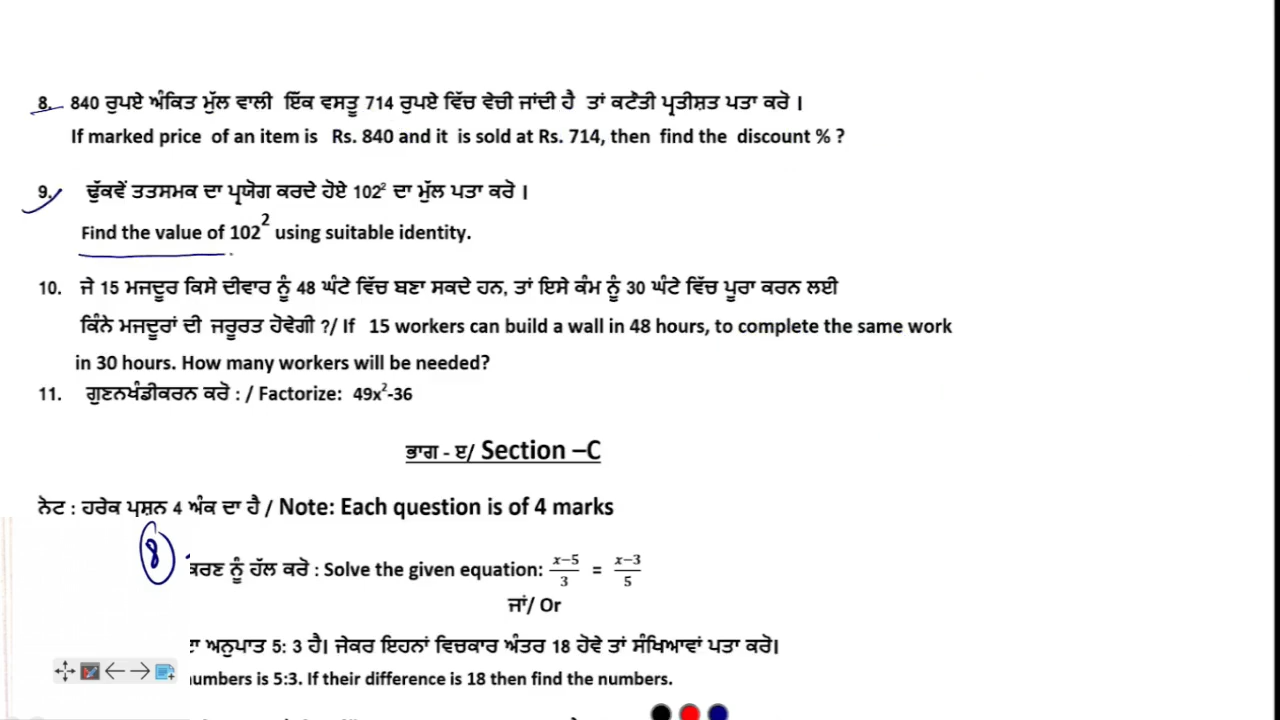 8. 840 ਰੁਪਏ ਅੰਕਿਤ ਮੁੱਲ ਵਾਲੀ ਇੱਕ ਵਸਤੂ 714 ਰੁਪਏ ਵਿੱਚ ਵੇਚੀ ਜਾਂਦੀ ਹੈ ਤਾਂ ਕਟੌਤੀ ਪ੍ਰਤੀਸ਼ਤ ਪਤਾ ਕਰੋ ।
If marked price of an item is Rs. 840 and it is sold at Rs. 714, then find the discount % ?
9. ਢੁੱਕਵੇਂ ਤਤਸਮਕ ਦਾ ਪ੍ਰਯੋਗ ਕਰਦੇ ਹੋਏ 102² ਦਾ ਮੁੱਲ ਪਤਾ ਕਰੋ ।
Find the value of 102² using suitable identity.
10. ਜੇ 15 ਮਜਦੂਰ ਕਿਸੇ ਦੀਵਾਰ ਨੂੰ 48 ਘੰਟੇ ਵਿੱਚ ਬਣਾ ਸਕਦੇ ਹਨ, ਤਾਂ ਇਸੇ ਕੰਮ ਨੂੰ 30 ਘੰਟੇ ਵਿੱਚ ਪੂਰਾ ਕਰਨ ਲਈ
ਕਿੰਨੇ ਮਜਦੂਰਾਂ ਦੀ ਜਰੂਰਤ ਹੋਵੇਗੀ ?/ If 15 workers can build a wall in 48 hours, to complete the same work
in 30 hours. How many workers will be needed?
11. ਗੁਣਨਖੰਡੀਕਰਨ ਕਰੋ : / Factorize: 49x²-36
ਭਾਗ - ੲ/ Section –C
ਨੋਟ : ਹਰੇਕ ਪ੍ਰਸ਼ਨ 4 ਅੰਕ ਦਾ ਹੈ / Note: Each question is of 4 marks
8 ਕਰਣ ਨੂੰ ਹੱਲ ਕਰੋ : Solve the given equation: (x–5)/3 = (x–3)/5
ਜਾਂ/ Or
ਅਨੁਪਾਤ 5: 3 ਹੈ। ਜੇਕਰ ਇਹਨਾਂ ਵਿਚਕਾਰ ਅੰਤਰ 18 ਹੋਵੇ ਤਾਂ ਸੰਖਿਆਵਾਂ ਪਤਾ ਕਰੋ।
umbers is 5:3. If their difference is 18 then find the numbers.